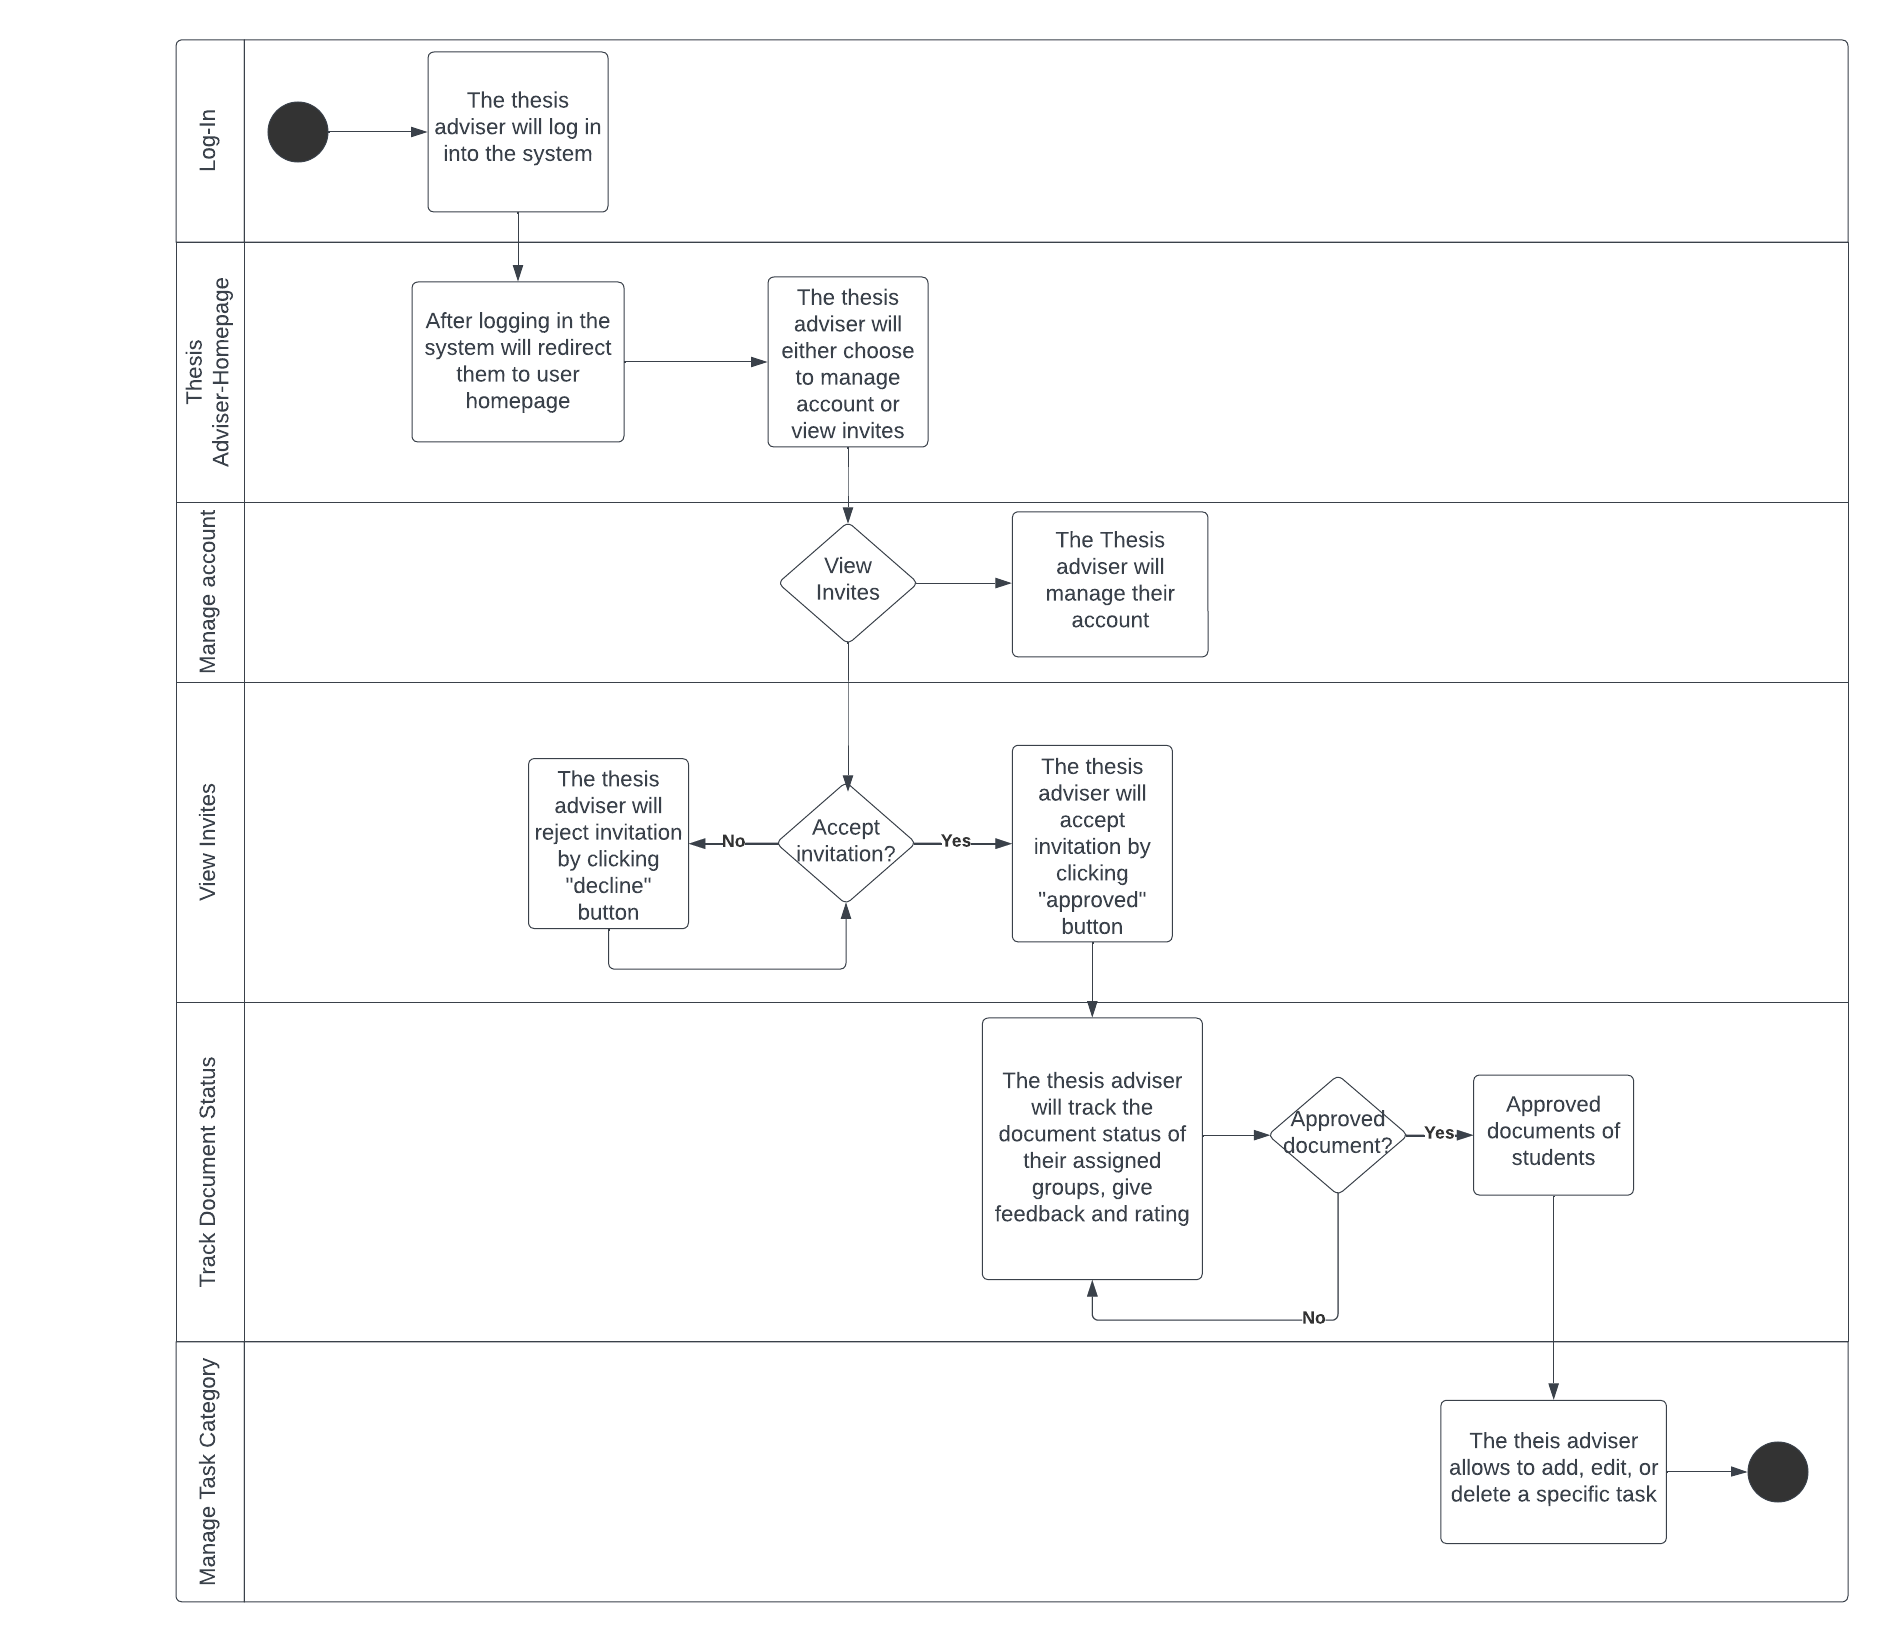 Log-In
The thesis
adviser will log in
into the system
Thesis
Adviser-Homepage
After logging in the
system will redirect
them to user
homepage
The thesis
adviser will
either choose
to manage
account or
view invites
Manage account
View
Invites
The Thesis
adviser will
manage their
account
View Invites
The thesis
adviser will
reject invitation
by clicking
"decline"
button
No
Accept
invitation?
Yes
The thesis
adviser will
accept
invitation by
clicking
"approved"
button
Track Document Status
The thesis adviser
will track the
document status of
their assigned
groups, give
feedback and rating
Approved
document?
Yes
Approved
documents of
students
No
Manage Task Category
The theis adviser
allows to add, edit, or
delete a specific task